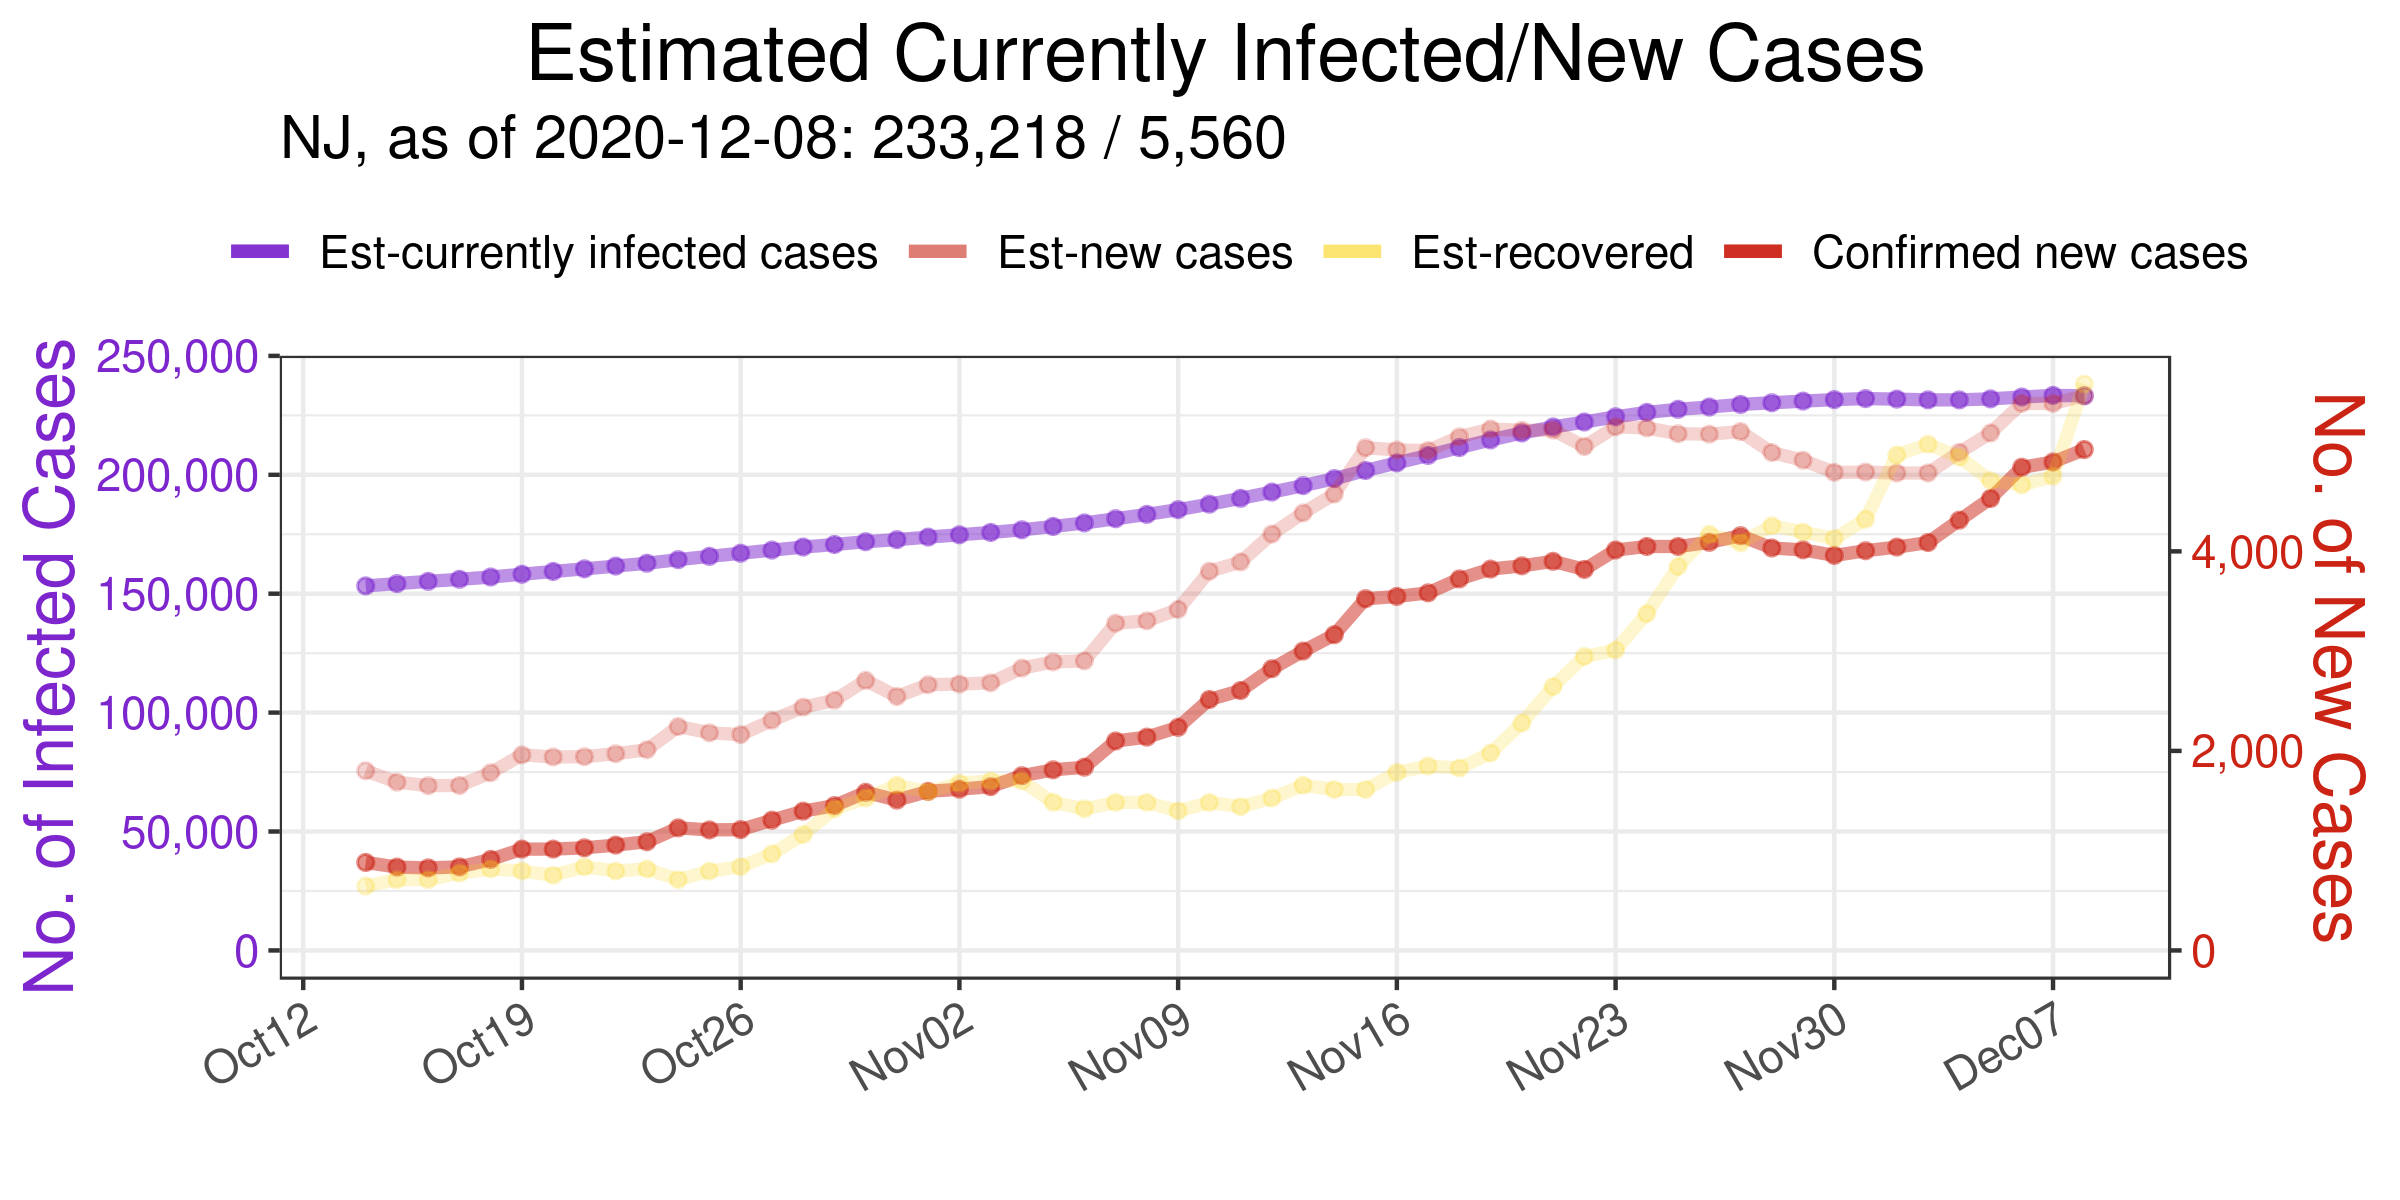 Estimated Currently Infected/New Cases
NJ, as of 2020-12-08: 233,218 / 5,560
Est-currently infected cases Est-new cases Est-recovered Confirmed new cases
No. of Infected Cases
250,000
200,000
150,000
100,000
50,000
0
4,000
2,000
0
No. of New Cases
Oct12 Oct19 Oct26 Nov02 Nov09 Nov16 Nov23 Nov30 Dec07